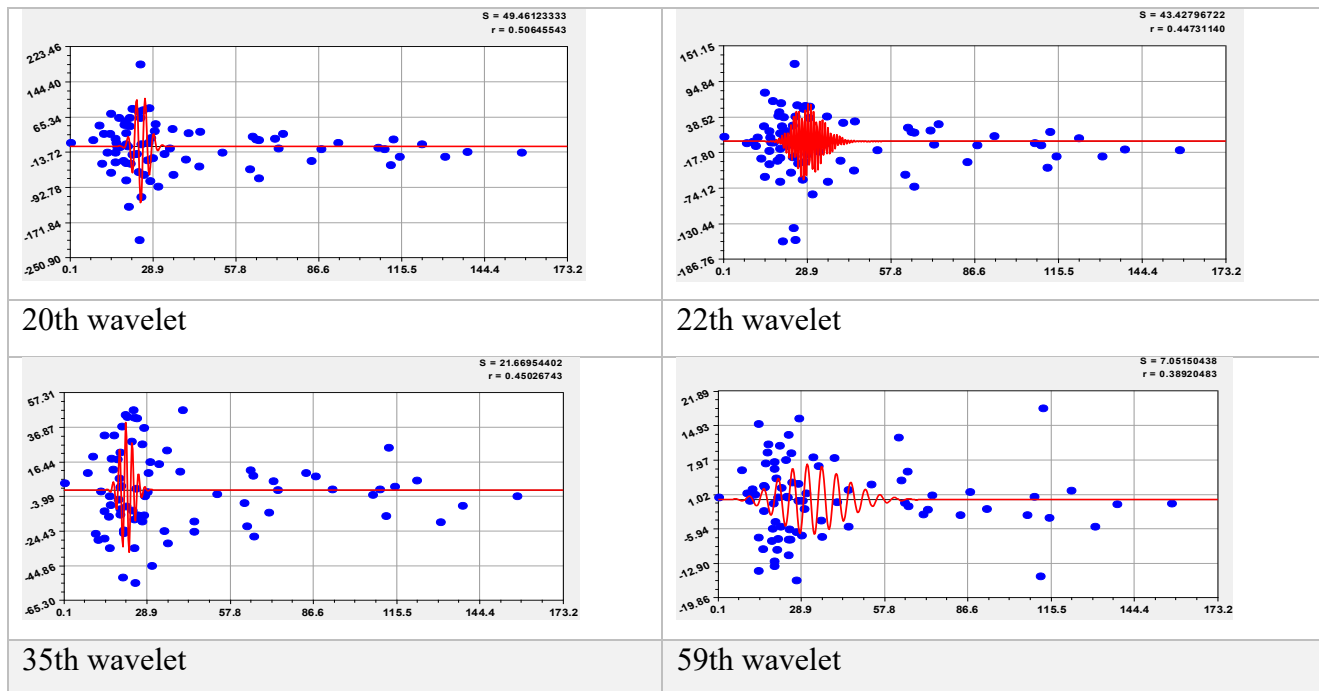 S = 49.46123333
r = 0.50645543
223.46
144.40
65.34
-13.72
-92.78
-171.84
-250.90
0.1 28.9 57.8 86.6 115.5 144.4 173.2
S = 43.42796722
r = 0.44731140
151.15
94.84
38.52
-17.80
-74.12
-130.44
-186.76
0.1 28.9 57.8 86.6 115.5 144.4 173.2
20th wavelet
22th wavelet
S = 21.66954402
r = 0.45026743
57.31
36.87
16.44
-3.99
-24.43
-44.86
-65.30
0.1 28.9 57.8 86.6 115.5 144.4 173.2
S = 7.05150438
r = 0.38920483
21.89
14.93
7.97
1.02
-5.94
-12.90
-19.86
0.1 28.9 57.8 86.6 115.5 144.4 173.2
35th wavelet
59th wavelet